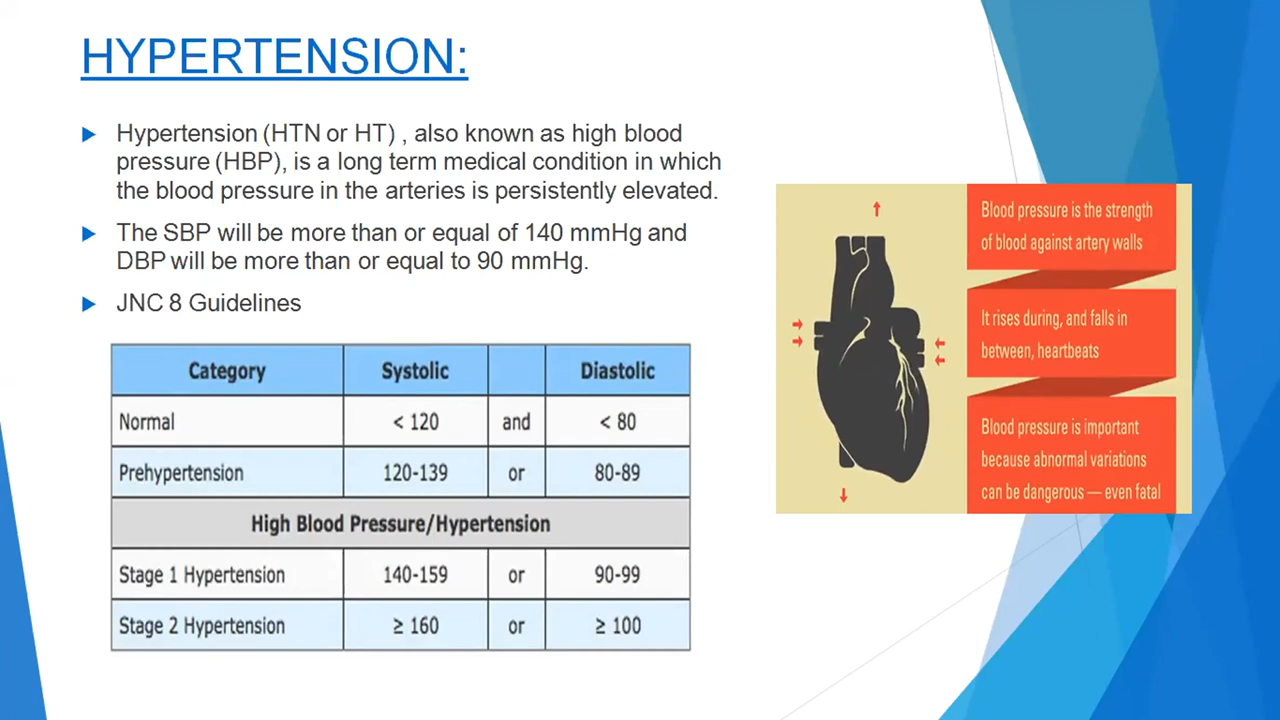 HYPERTENSION:
Hypertension (HTN or HT) , also known as high blood
pressure (HBP), is a long term medical condition in which
the blood pressure in the arteries is persistently elevated.
The SBP will be more than or equal of 140 mmHg and
DBP will be more than or equal to 90 mmHg.
JNC 8 Guidelines
Category Systolic Diastolic
Normal < 120 and < 80
Prehypertension 120-139 or 80-89
High Blood Pressure/Hypertension
Stage 1 Hypertension 140-159 or 90-99
Stage 2 Hypertension ≥ 160 or ≥ 100
Blood pressure is the strength
of blood against artery walls
It rises during, and falls in
between, heartbeats
Blood pressure is important
because abnormal variations
can be dangerous — even fatal